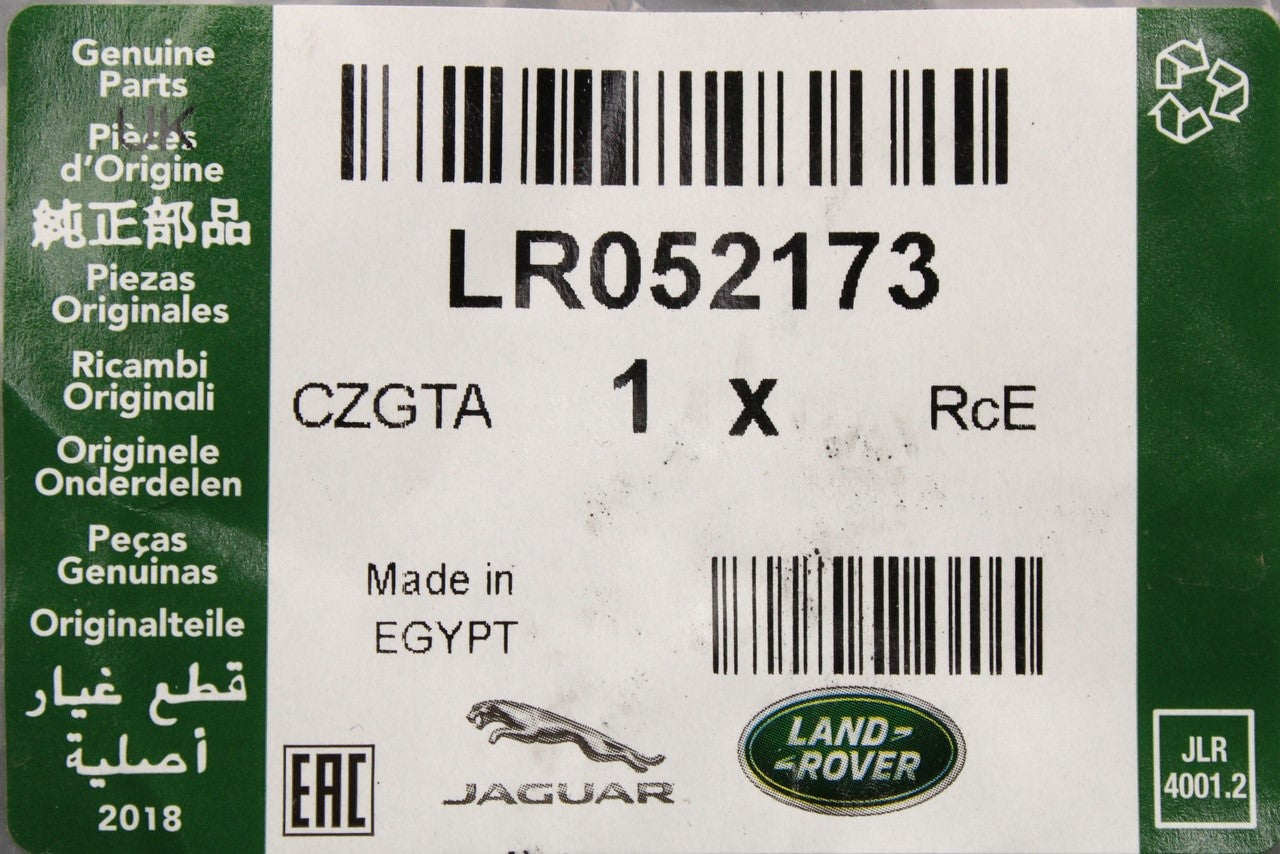 Genuine
Parts
UK
Pièces
d'Origine
純正部品
Piezas
Originales
Ricambi
Originali
Originele
Onderdelen
Peças
Genuinas
Originalteile
قطع غيار
أصلية
2018
LR052173
CZGTA 1 x RcE
Made in
EGYPT
EAC
JAGUAR
LAND-
ROVER
JLR
4001.2